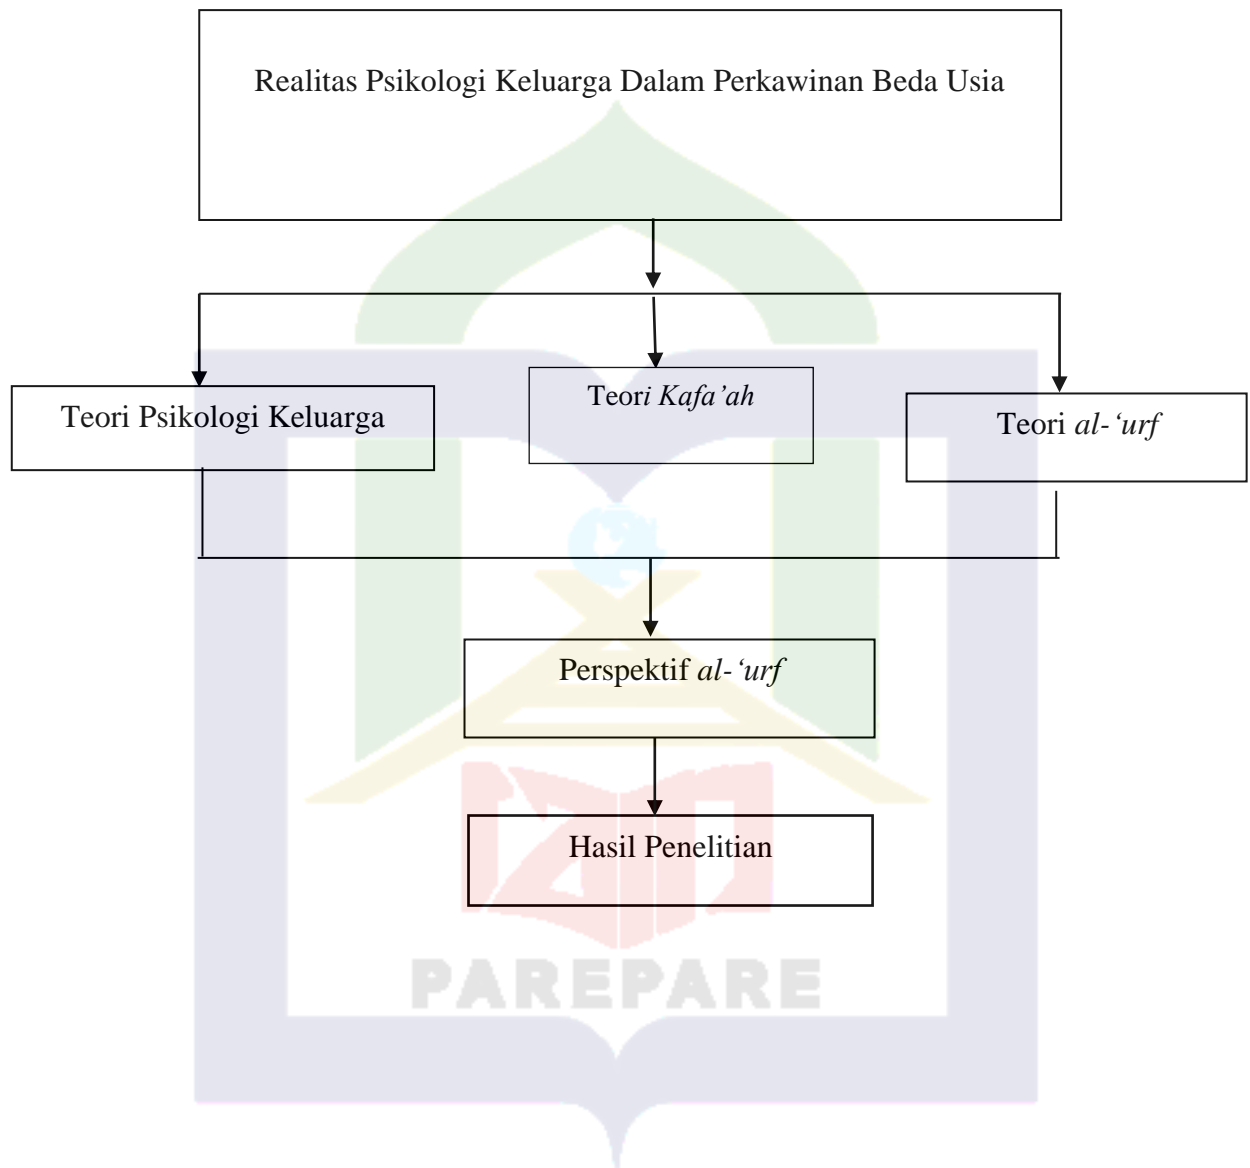 Realitas Psikologi Keluarga Dalam Perkawinan Beda Usia
Teori Psikologi Keluarga
Teori Kafa’ah
Teori al-‘urf
Perspektif al-‘urf
Hasil Penelitian
iain
PAREPARE